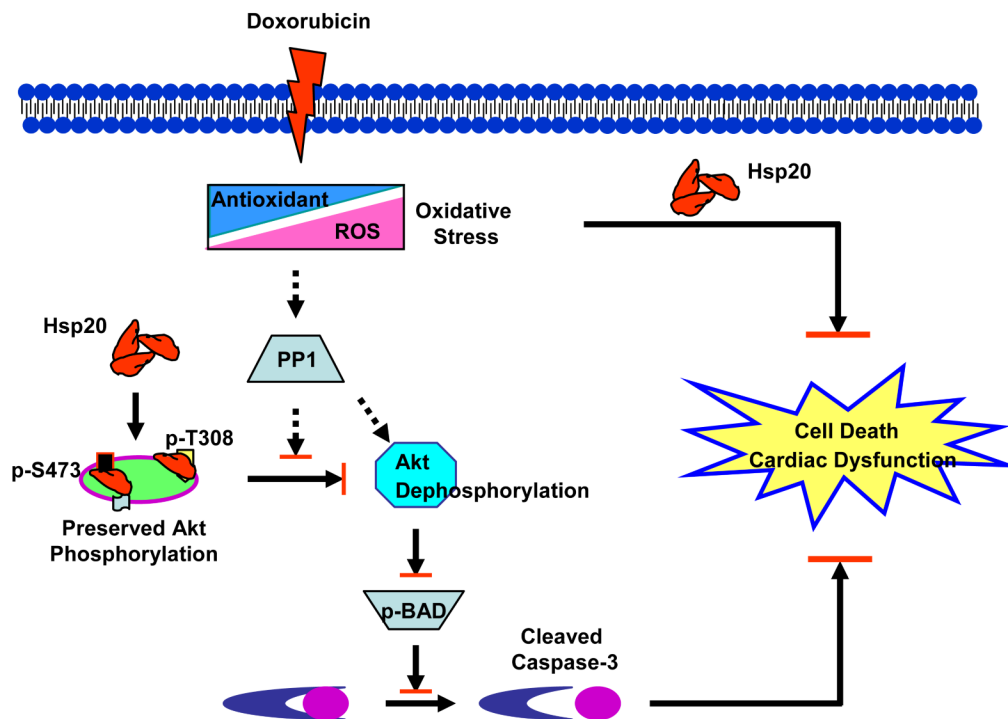 Doxorubicin
Antioxidant
ROS
Oxidative
Stress
Hsp20
Hsp20
PP1
p-T308
p-S473
Akt
Dephosphorylation
Preserved Akt
Phosphorylation
Cell Death
Cardiac Dysfunction
p-BAD
Cleaved
Caspase-3